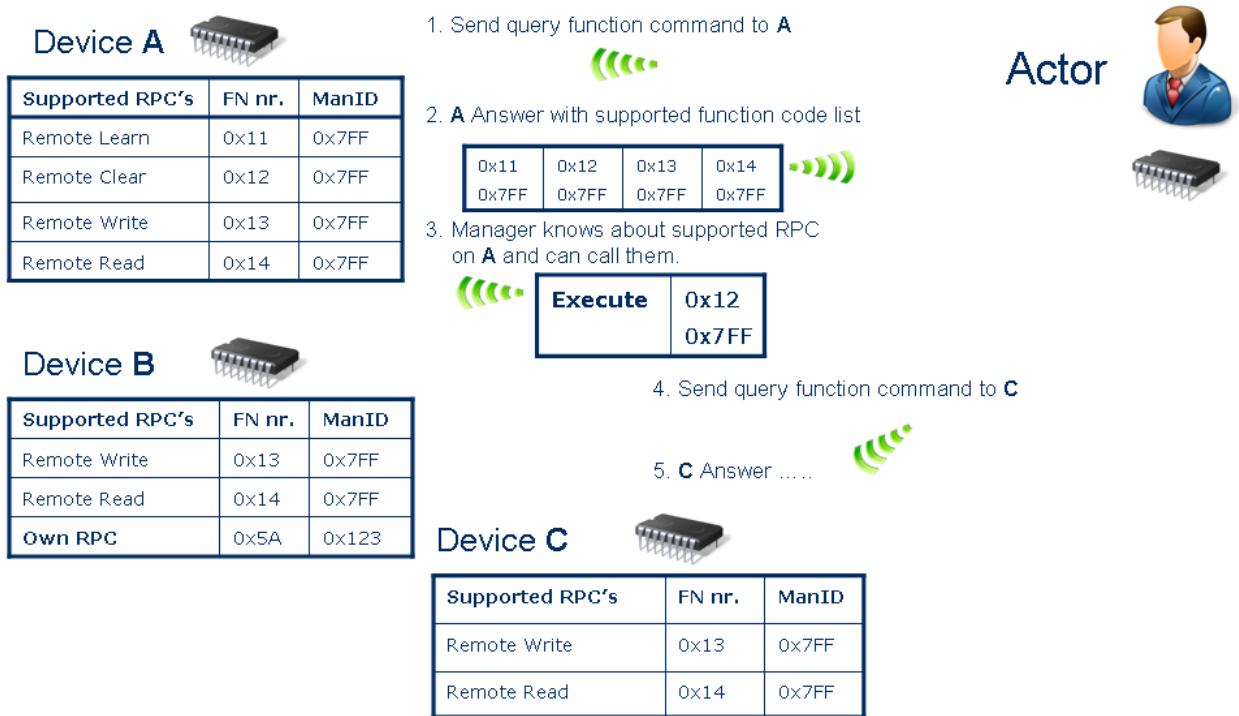 Device A
Supported RPC's FN nr. ManID
Remote Learn 0x11 0x7FF
Remote Clear 0x12 0x7FF
Remote Write 0x13 0x7FF
Remote Read 0x14 0x7FF
1. Send query function command to A
2. A Answer with supported function code list
0x11 0x12 0x13 0x14
0x7FF 0x7FF 0x7FF 0x7FF
3. Manager knows about supported RPC
on A and can call them.
Execute 0x12
0x7FF
Actor
Device B
Supported RPC's FN nr. ManID
Remote Write 0x13 0x7FF
Remote Read 0x14 0x7FF
Own RPC 0x5A 0x123
4. Send query function command to C
5. C Answer .....
Device C
Supported RPC's FN nr. ManID
Remote Write 0x13 0x7FF
Remote Read 0x14 0x7FF